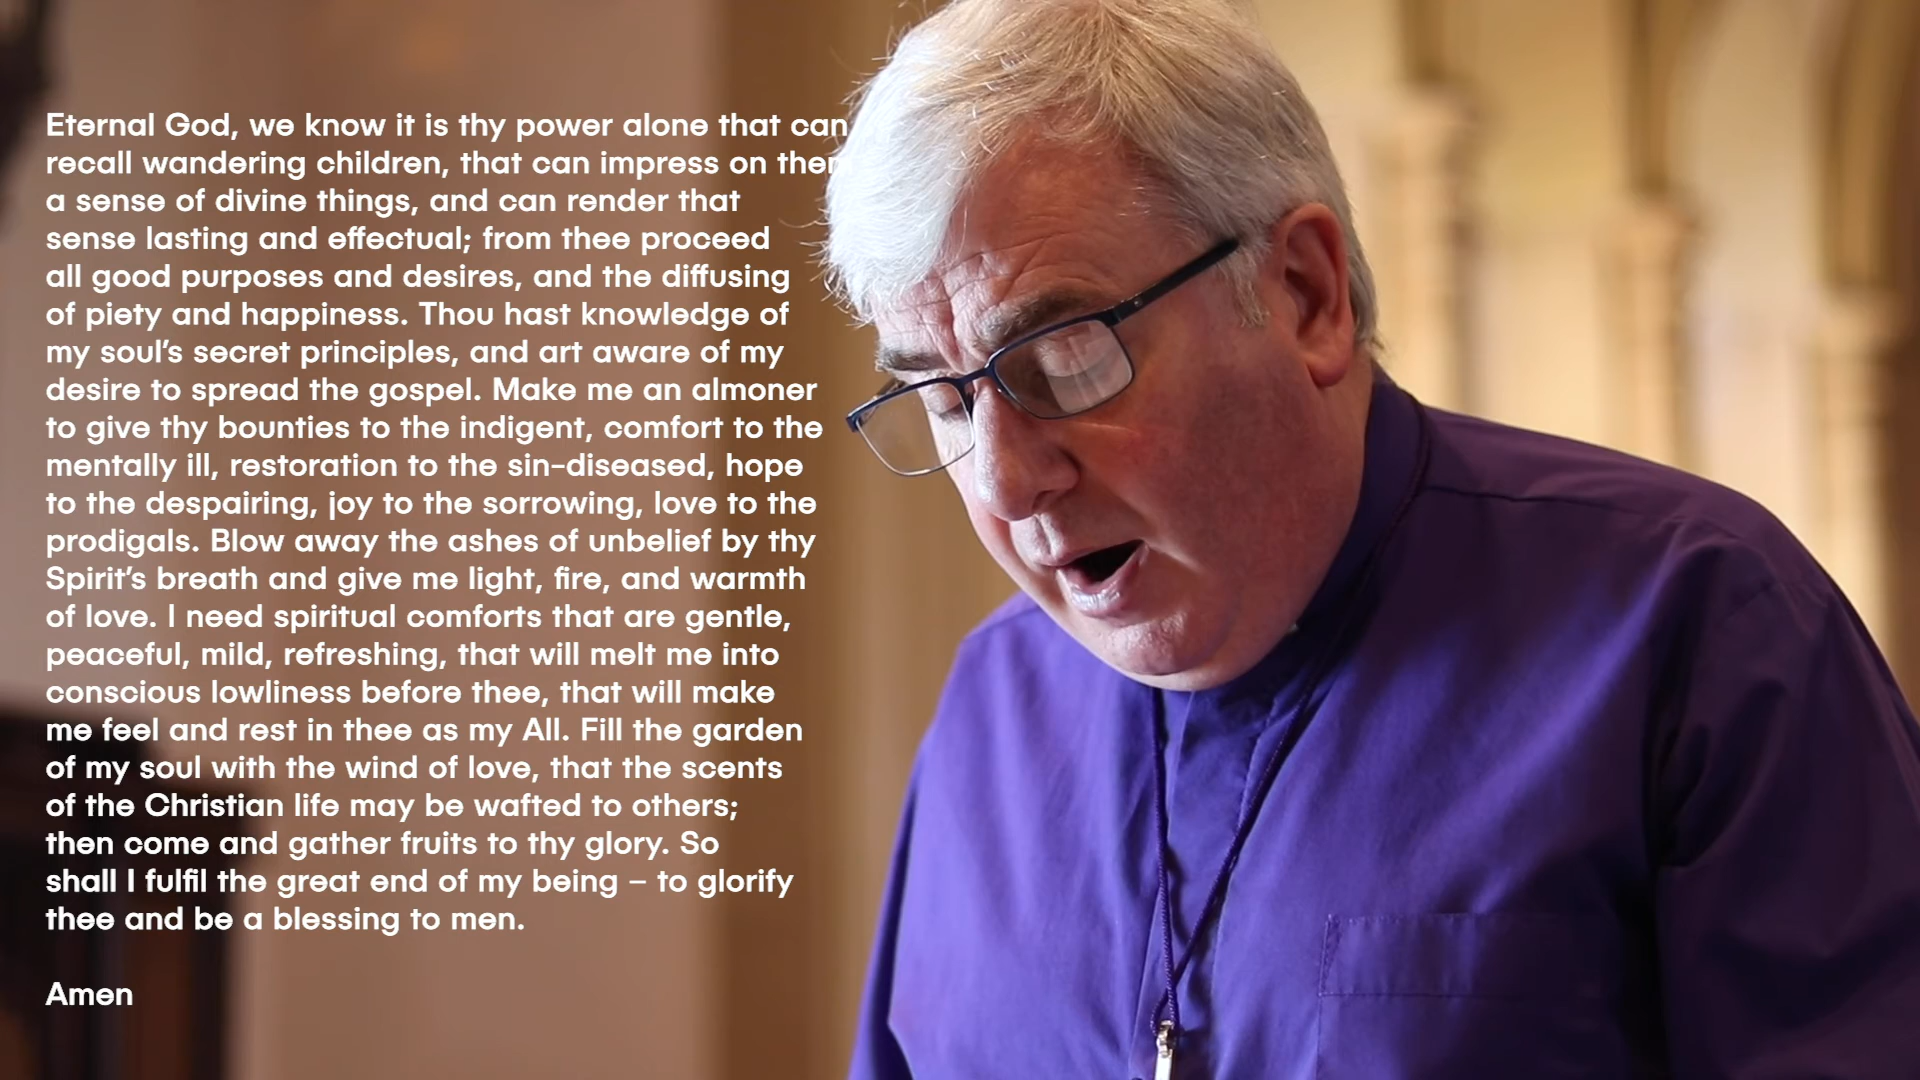 Eternal God, we know it is thy power alone that can
recall wandering children, that can impress on them
a sense of divine things, and can render that
sense lasting and effectual; from thee proceed
all good purposes and desires, and the diffusing
of piety and happiness. Thou hast knowledge of
my soul’s secret principles, and art aware of my
desire to spread the gospel. Make me an almoner
to give thy bounties to the indigent, comfort to the
mentally ill, restoration to the sin-diseased, hope
to the despairing, joy to the sorrowing, love to the
prodigals. Blow away the ashes of unbelief by thy
Spirit’s breath and give me light, fire, and warmth
of love. I need spiritual comforts that are gentle,
peaceful, mild, refreshing, that will melt me into
conscious lowliness before thee, that will make
me feel and rest in thee as my All. Fill the garden
of my soul with the wind of love, that the scents
of the Christian life may be wafted to others;
then come and gather fruits to thy glory. So
shall I fulfil the great end of my being – to glorify
thee and be a blessing to men.
Amen